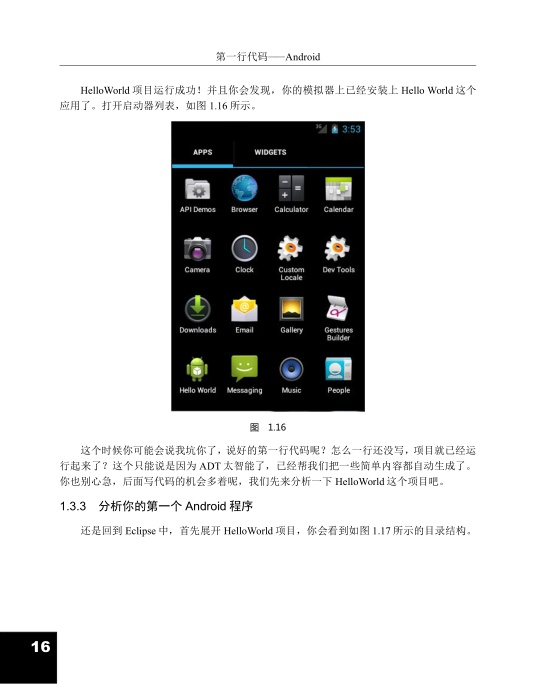 第一行代码——Android
HelloWorld 项目运行成功！并且你会发现，你的模拟器上已经安装上 Hello World 这个
应用了。打开启动器列表，如图 1.16 所示。
3G 3:53
APPS WIDGETS
API Demos Browser Calculator Calendar
Camera Clock Custom Locale Dev Tools
Downloads Email Gallery Gestures Builder
Hello World Messaging Music People
图 1.16
这个时候你可能会说我坑你了，说好的第一行代码呢？怎么一行还没写，项目就已经运
行起来了？这个只能说是因为 ADT 太智能了，已经帮我们把一些简单内容都自动生成了。
你也别心急，后面写代码的机会多着呢，我们先来分析一下 HelloWorld 这个项目吧。
1.3.3 分析你的第一个 Android 程序
还是回到 Eclipse 中，首先展开 HelloWorld 项目，你会看到如图 1.17 所示的目录结构。
16